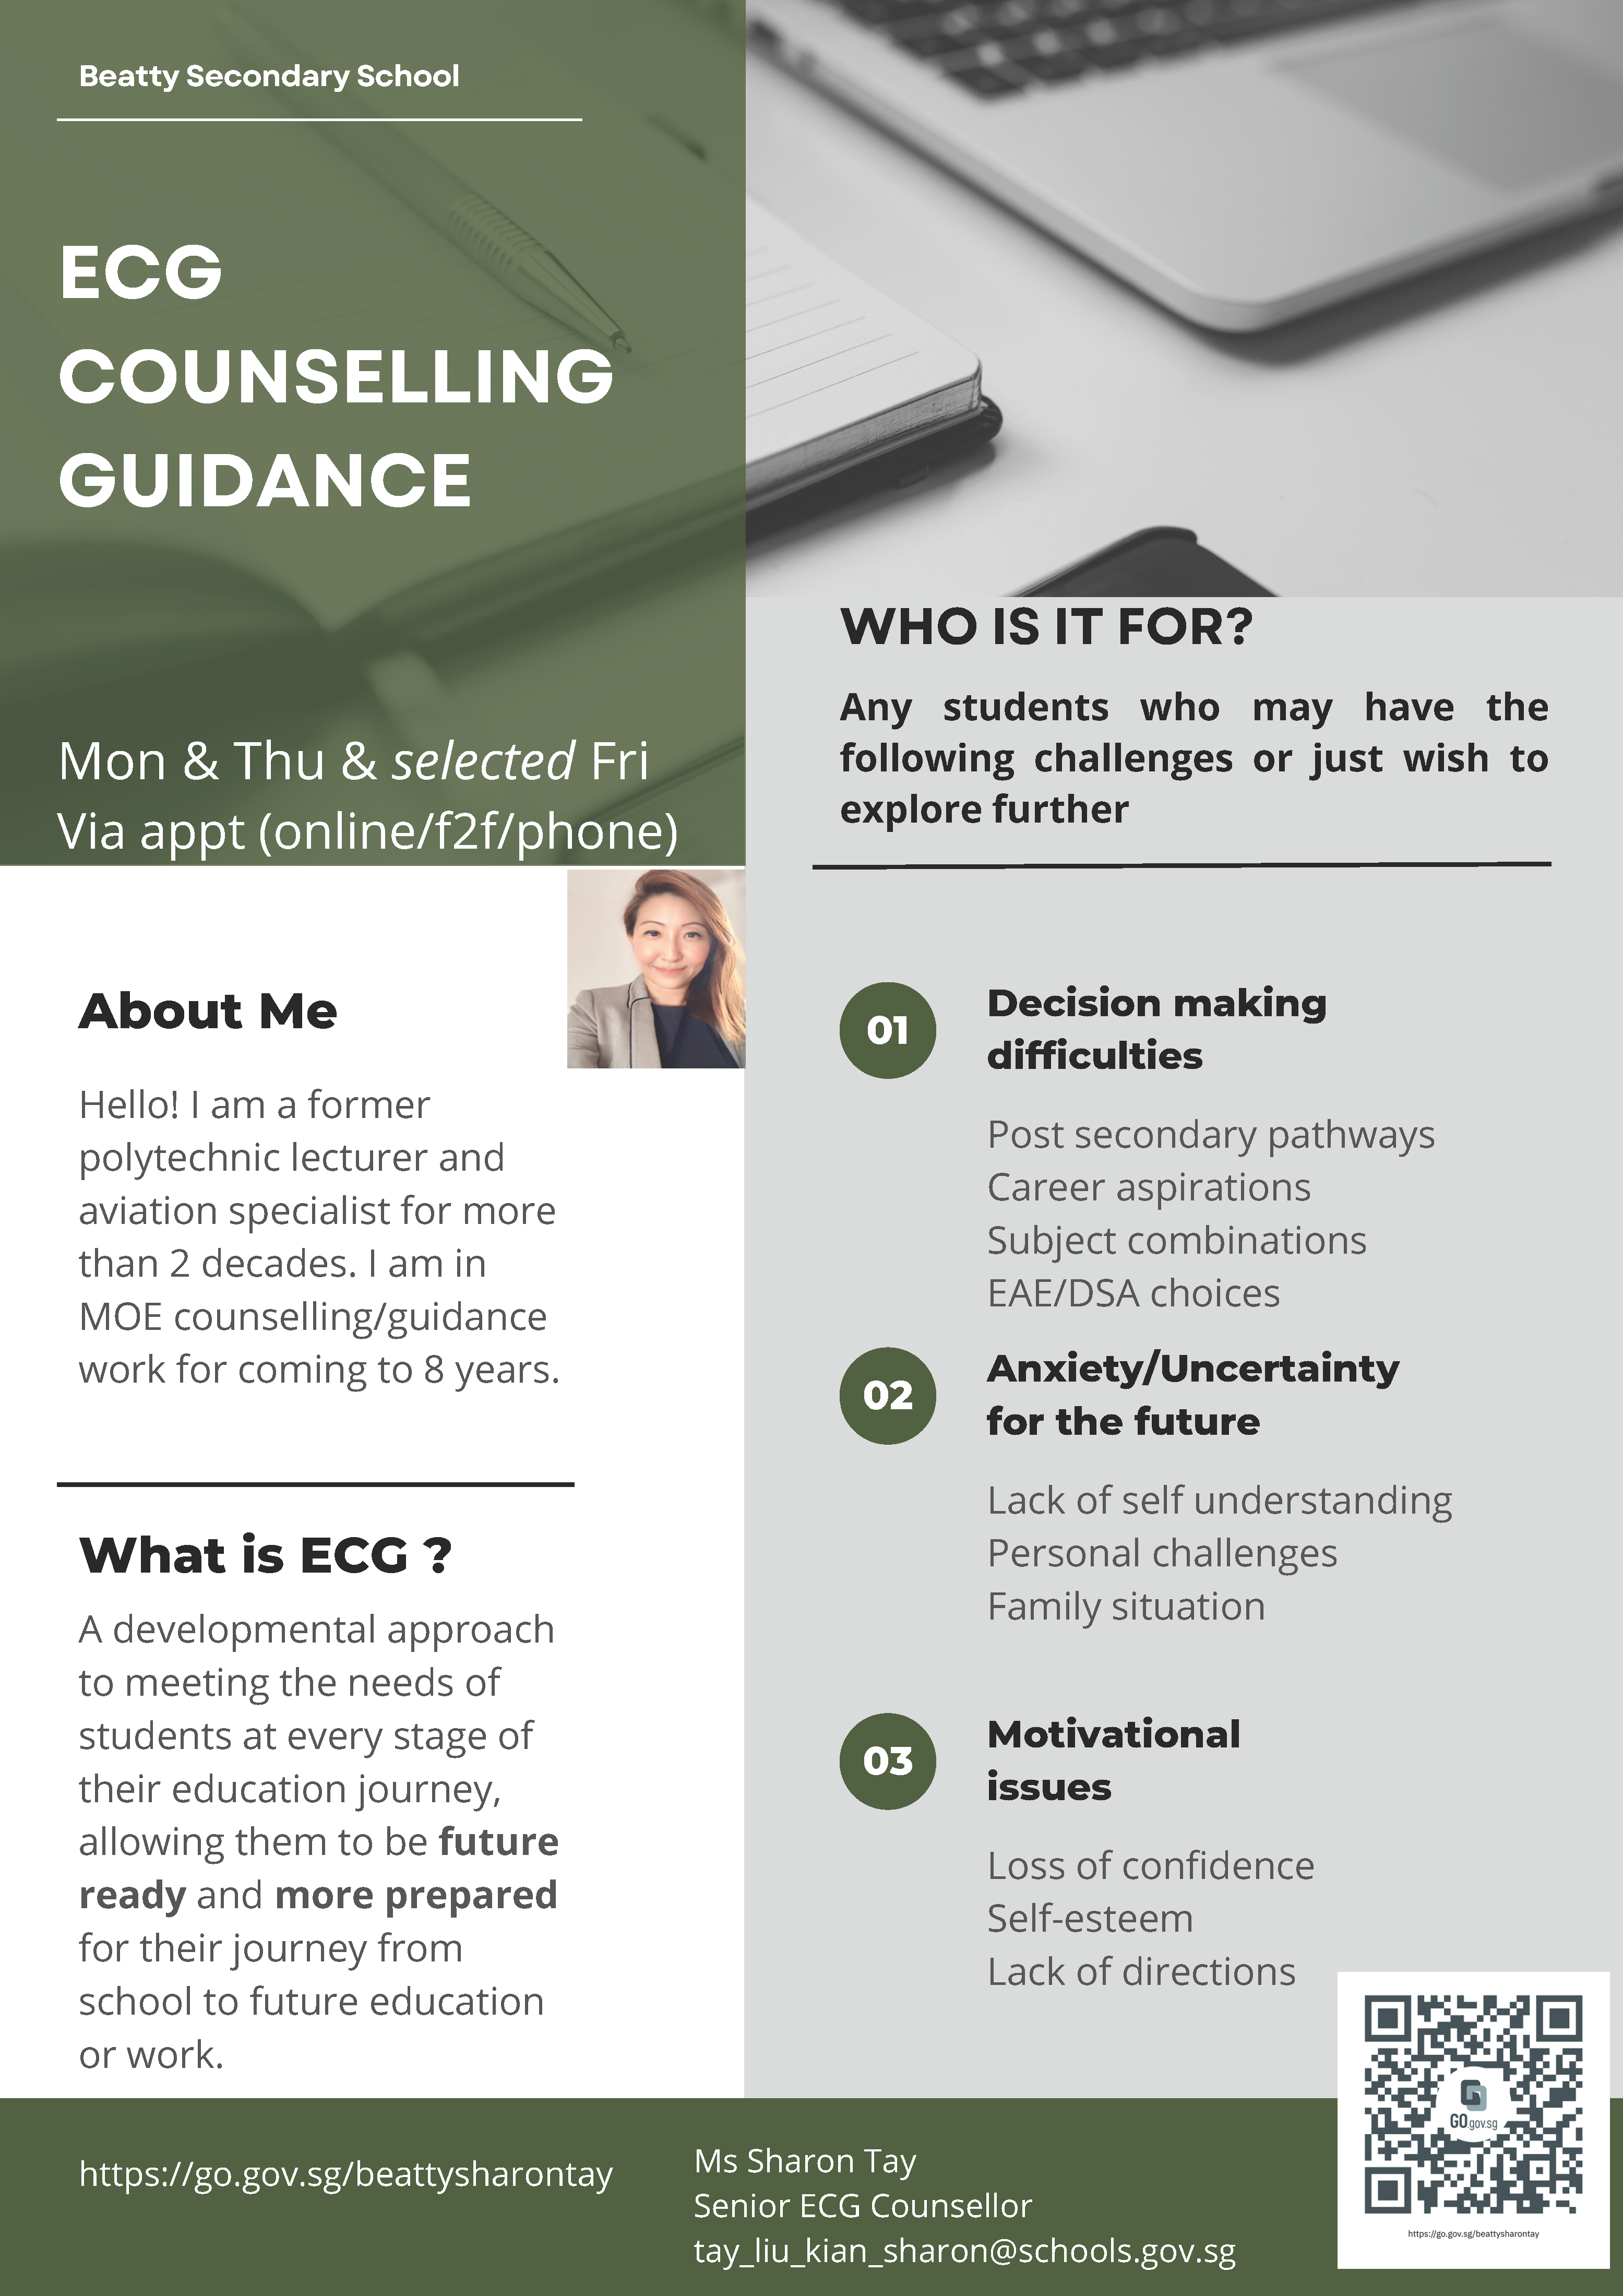 Beatty Secondary School
ECG
COUNSELLING
GUIDANCE
Mon & Thu & selected Fri
Via appt (online/f2f/phone)
About Me
Hello! I am a former
polytechnic lecturer and
aviation specialist for more
than 2 decades. I am in
MOE counselling/guidance
work for coming to 8 years.
What is ECG ?
A developmental approach
to meeting the needs of
students at every stage of
their education journey,
allowing them to be future
ready and more prepared
for their journey from
school to future education
or work.
WHO IS IT FOR?
Any students who may have the
following challenges or just wish to
explore further
01
Decision making
difficulties
Post secondary pathways
Career aspirations
Subject combinations
EAE/DSA choices
02
Anxiety/Uncertainty
for the future
Lack of self understanding
Personal challenges
Family situation
03
Motivational
issues
Loss of confidence
Self-esteem
Lack of directions
https://go.gov.sg/beattysharontay
Ms Sharon Tay
Senior ECG Counsellor
tay_liu_kian_sharon@schools.gov.sg
GO.gov.sg
https://go.gov.sg/beattysharontay